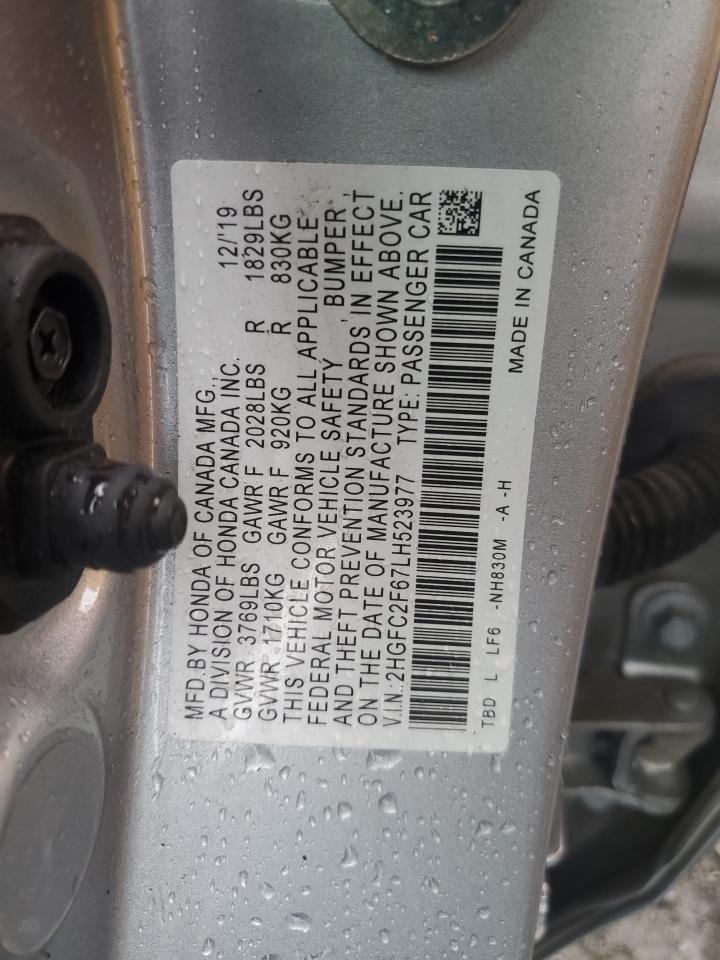 MFD.BY HONDA OF CANADA MFG., 12/19
A DIVISION OF HONDA CANADA INC.
GVWR 3769LBS GAWR F 2028LBS R 1829LBS
GVWR 1710KG GAWR F 920KG R 830KG
THIS VEHICLE CONFORMS TO ALL APPLICABLE
FEDERAL MOTOR VEHICLE SAFETY, BUMPER,
AND THEFT PREVENTION STANDARDS IN EFFECT
ON THE DATE OF MANUFACTURE SHOWN ABOVE.
V.I.N.:2HGFC2F67LH523977 TYPE: PASSENGER CAR
TBD L LF6 -NH830M -A -H
MADE IN CANADA